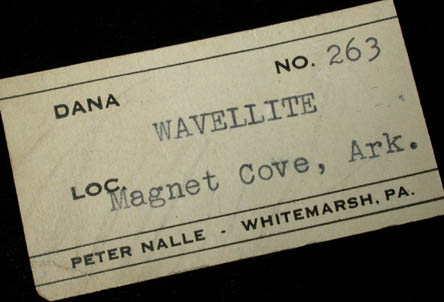 DANA NO. 263
WAVELLITE
LOC. Magnet Cove, Ark.
PETER NALLE - WHITEMARSH, PA.